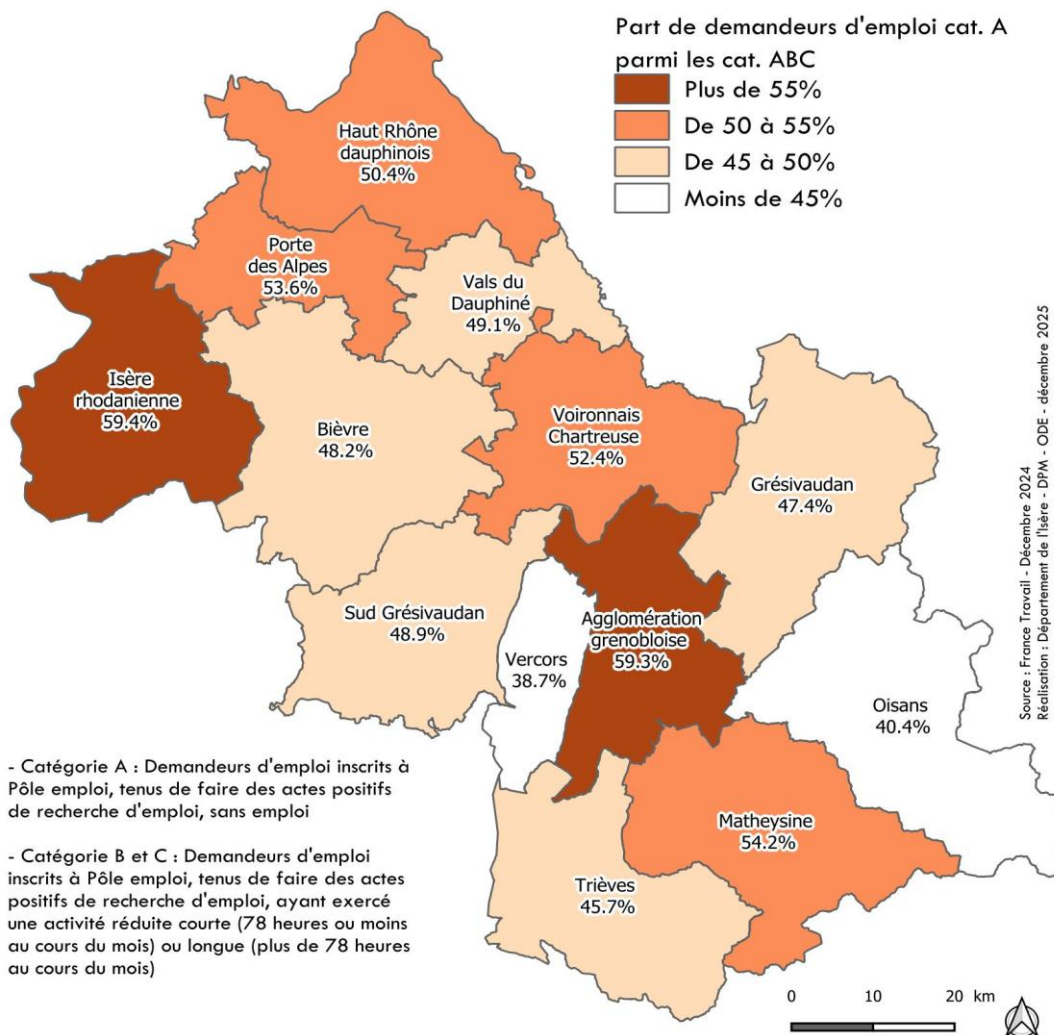 Part de demandeurs d'emploi cat. A
parmi les cat. ABC
Plus de 55%
De 50 à 55%
De 45 à 50%
Moins de 45%
Haut Rhône
dauphinois
50.4%
Porte
des Alpes
53.6%
Vals du
Dauphiné
49.1%
Isère
rhodanienne
59.4%
Bièvre
48.2%
Voironnais
Chartreuse
52.4%
Grésivaudan
47.4%
Sud Grésivaudan
48.9%
Vercors
38.7%
Agglomération
grenobloise
59.3%
Oisans
40.4%
Matheysine
54.2%
Trièves
45.7%
Source : France Travail - Décembre 2024
Réalisation : Département de l'Isère - DPM - ODE - décembre 2025
- Catégorie A : Demandeurs d'emploi inscrits à
Pôle emploi, tenus de faire des actes positifs
de recherche d'emploi, sans emploi
- Catégorie B et C : Demandeurs d'emploi
inscrits à Pôle emploi, tenus de faire des actes
positifs de recherche d'emploi, ayant exercé
une activité réduite courte (78 heures ou moins
au cours du mois) ou longue (plus de 78 heures
au cours du mois)
0 10 20 km